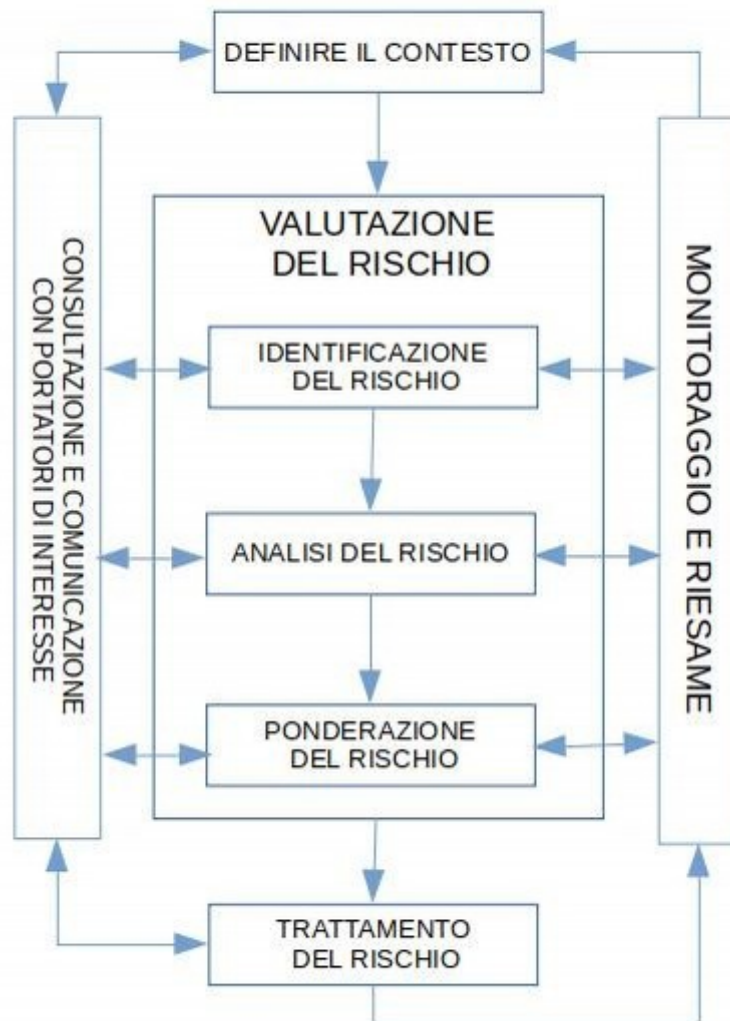 DEFINIRE IL CONTESTO
CONSULTAZIONE E COMUNICAZIONE
CON PORTATORI DI INTERESSE
VALUTAZIONE
DEL RISCHIO
IDENTIFICAZIONE
DEL RISCHIO
ANALISI DEL RISCHIO
PONDERAZIONE
DEL RISCHIO
MONITORAGGIO E RIESAME
TRATTAMENTO
DEL RISCHIO